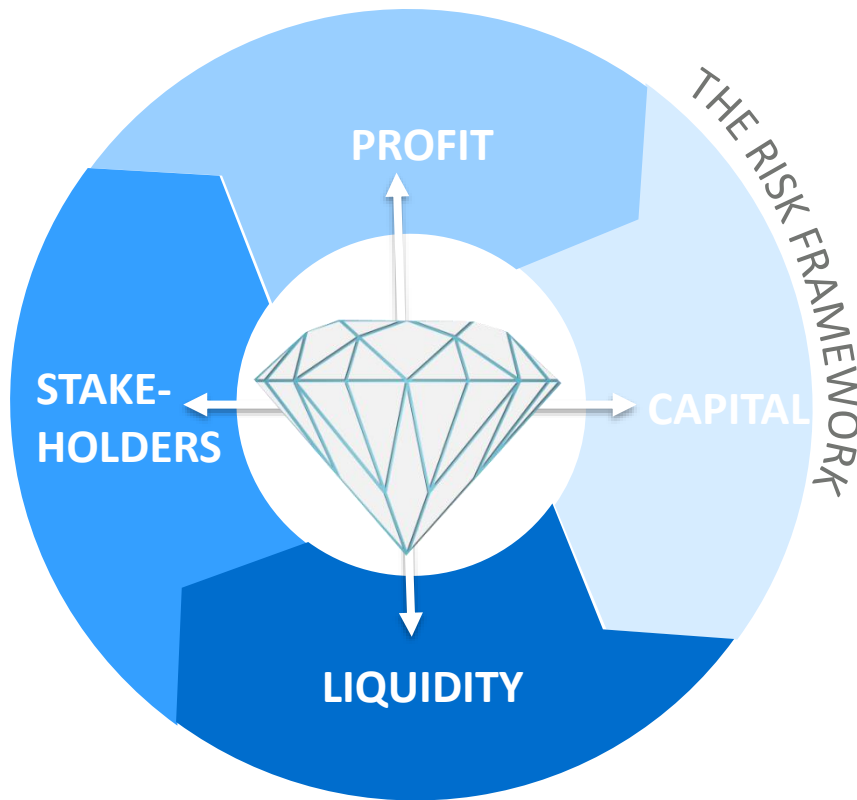 PROFIT
THE RISK FRAMEWORK
STAKE-
HOLDERS
CAPITAL
LIQUIDITY